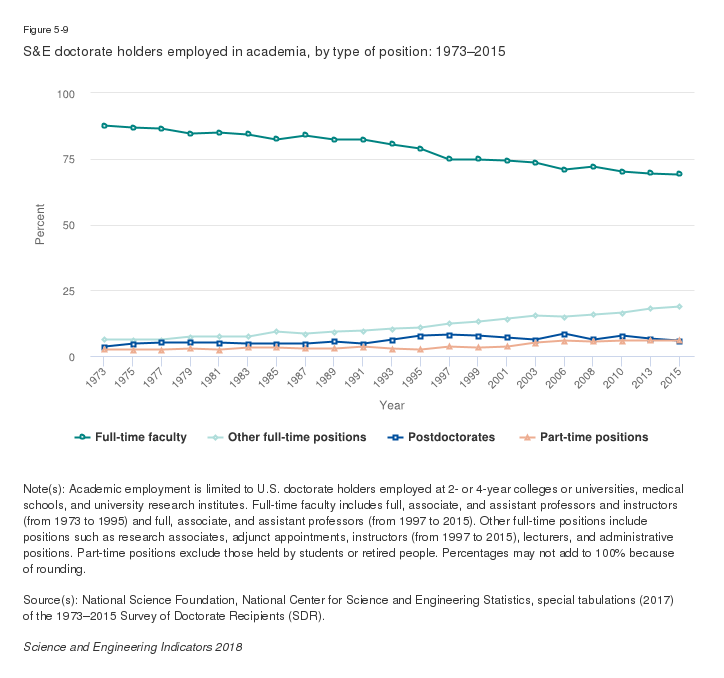 Figure 5-9
S&E doctorate holders employed in academia, by type of position: 1973–2015
100
75
50
25
0
Percent
1973
1975
1977
1979
1981
1983
1985
1987
1989
1991
1993
1995
1997
1999
2001
2003
2006
2008
2010
2013
2015
Year
Full-time faculty
Other full-time positions
Postdoctorates
Part-time positions
Note(s): Academic employment is limited to U.S. doctorate holders employed at 2- or 4-year colleges or universities, medical
schools, and university research institutes. Full-time faculty includes full, associate, and assistant professors and instructors
(from 1973 to 1995) and full, associate, and assistant professors (from 1997 to 2015). Other full-time positions include
positions such as research associates, adjunct appointments, instructors (from 1997 to 2015), lecturers, and administrative
positions. Part-time positions exclude those held by students or retired people. Percentages may not add to 100% because
of rounding.
Source(s): National Science Foundation, National Center for Science and Engineering Statistics, special tabulations (2017)
of the 1973–2015 Survey of Doctorate Recipients (SDR).
Science and Engineering Indicators 2018